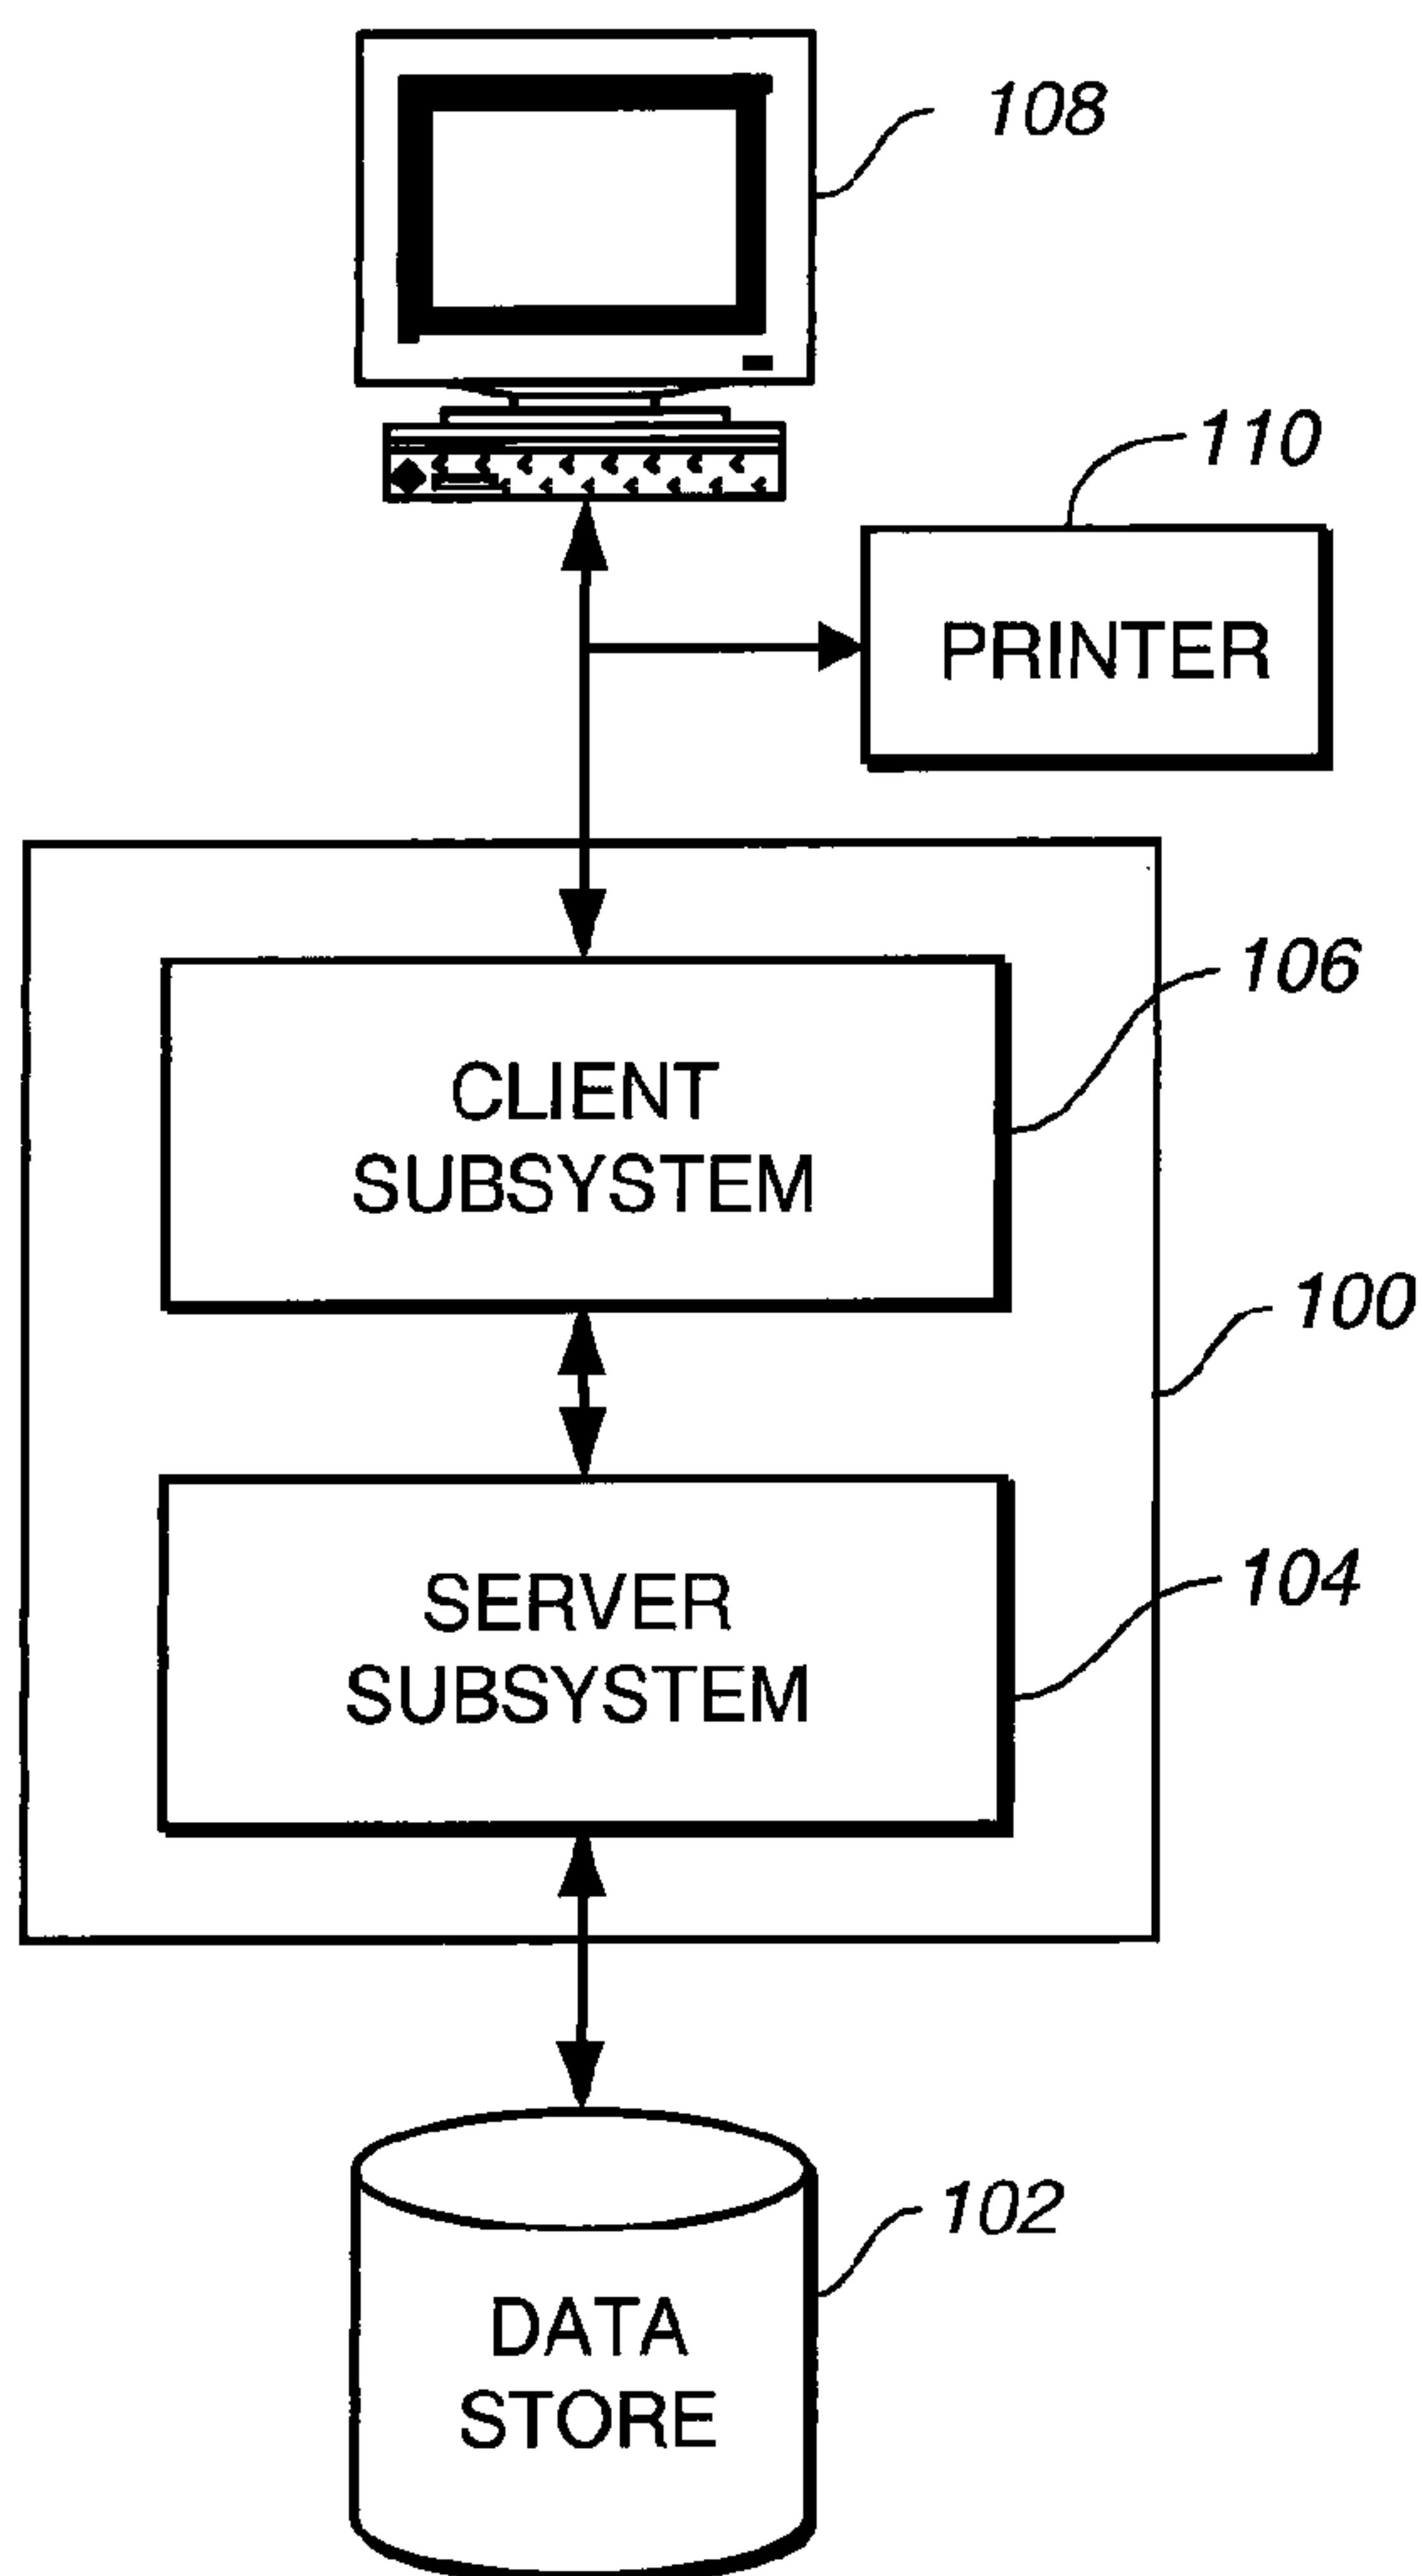 108
110
PRINTER
106
CLIENT
SUBSYSTEM
100
SERVER
SUBSYSTEM
104
102
DATA
STORE